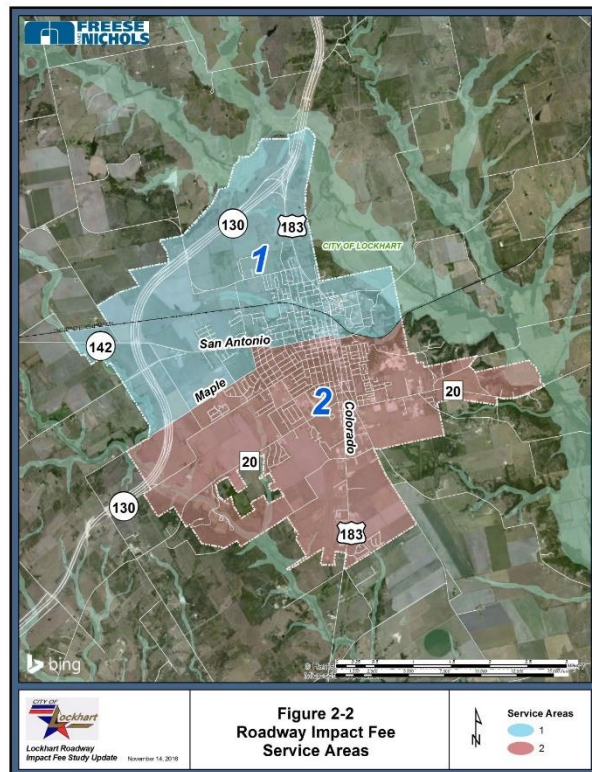 FREESE AND NICHOLS
130
183
1
CITY OF LOCKHART
142
San Antonio
Maple
2
Colorado
20
20
130
183
bing
CITY OF
Lockhart
Lockhart Roadway
Impact Fee Study Update
November 14, 2018
Figure 2-2
Roadway Impact Fee
Service Areas
N
Service Areas
1
2